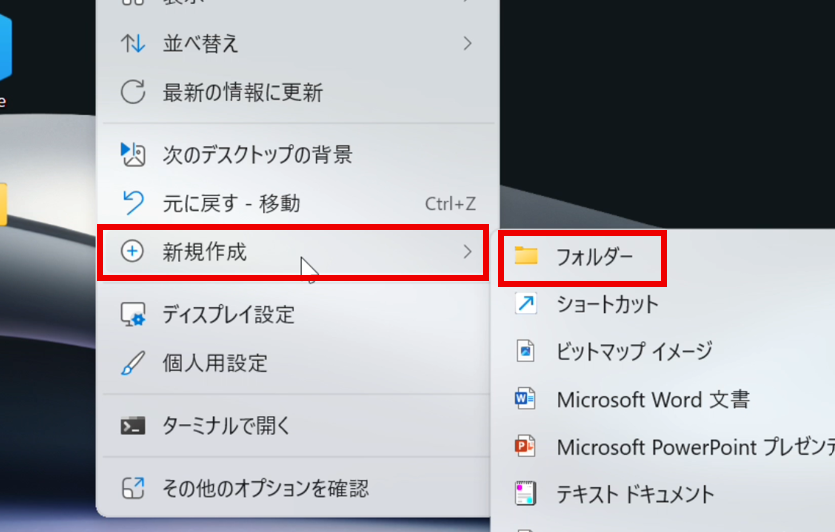 表示
並べ替え
最新の情報に更新
次のデスクトップの背景
元に戻す - 移動 Ctrl+Z
新規作成
ディスプレイ設定
個人用設定
ターミナルで開く
その他のオプションを確認
e
フォルダー
ショートカット
ビットマップ イメージ
Microsoft Word 文書
Microsoft PowerPoint プレゼンテ
テキスト ドキュメント